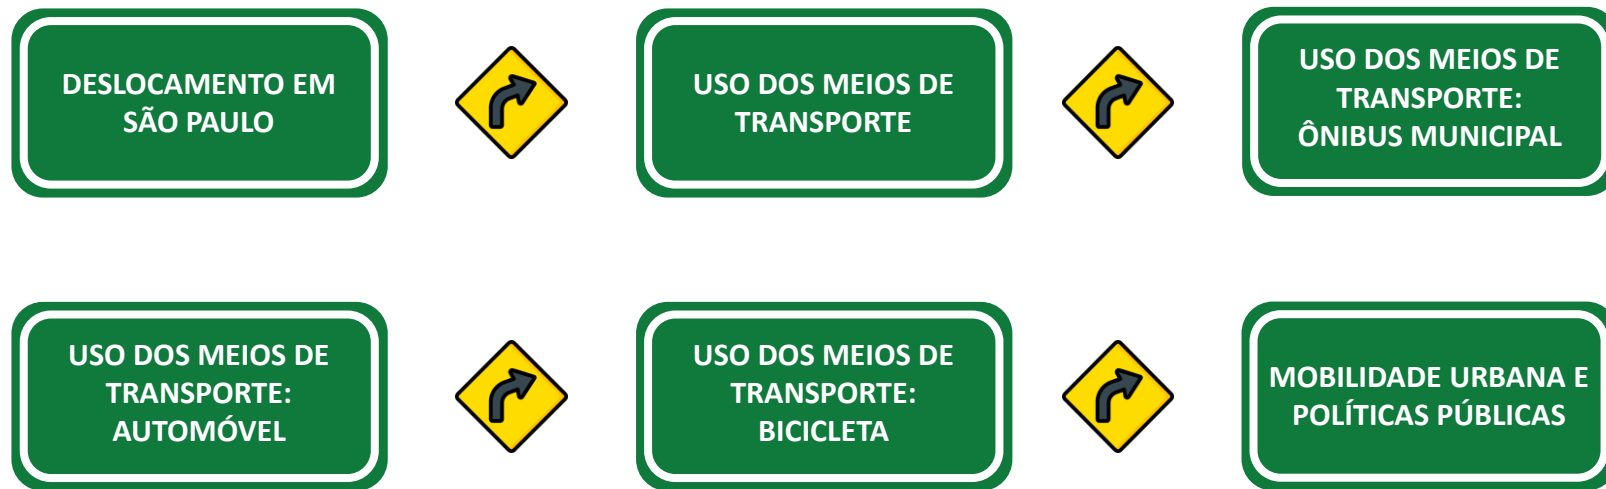 DESLOCAMENTO EM
SÃO PAULO
USO DOS MEIOS DE
TRANSPORTE
USO DOS MEIOS DE
TRANSPORTE:
ÔNIBUS MUNICIPAL
USO DOS MEIOS DE
TRANSPORTE:
AUTOMÓVEL
USO DOS MEIOS DE
TRANSPORTE:
BICICLETA
MOBILIDADE URBANA E
POLÍTICAS PÚBLICAS